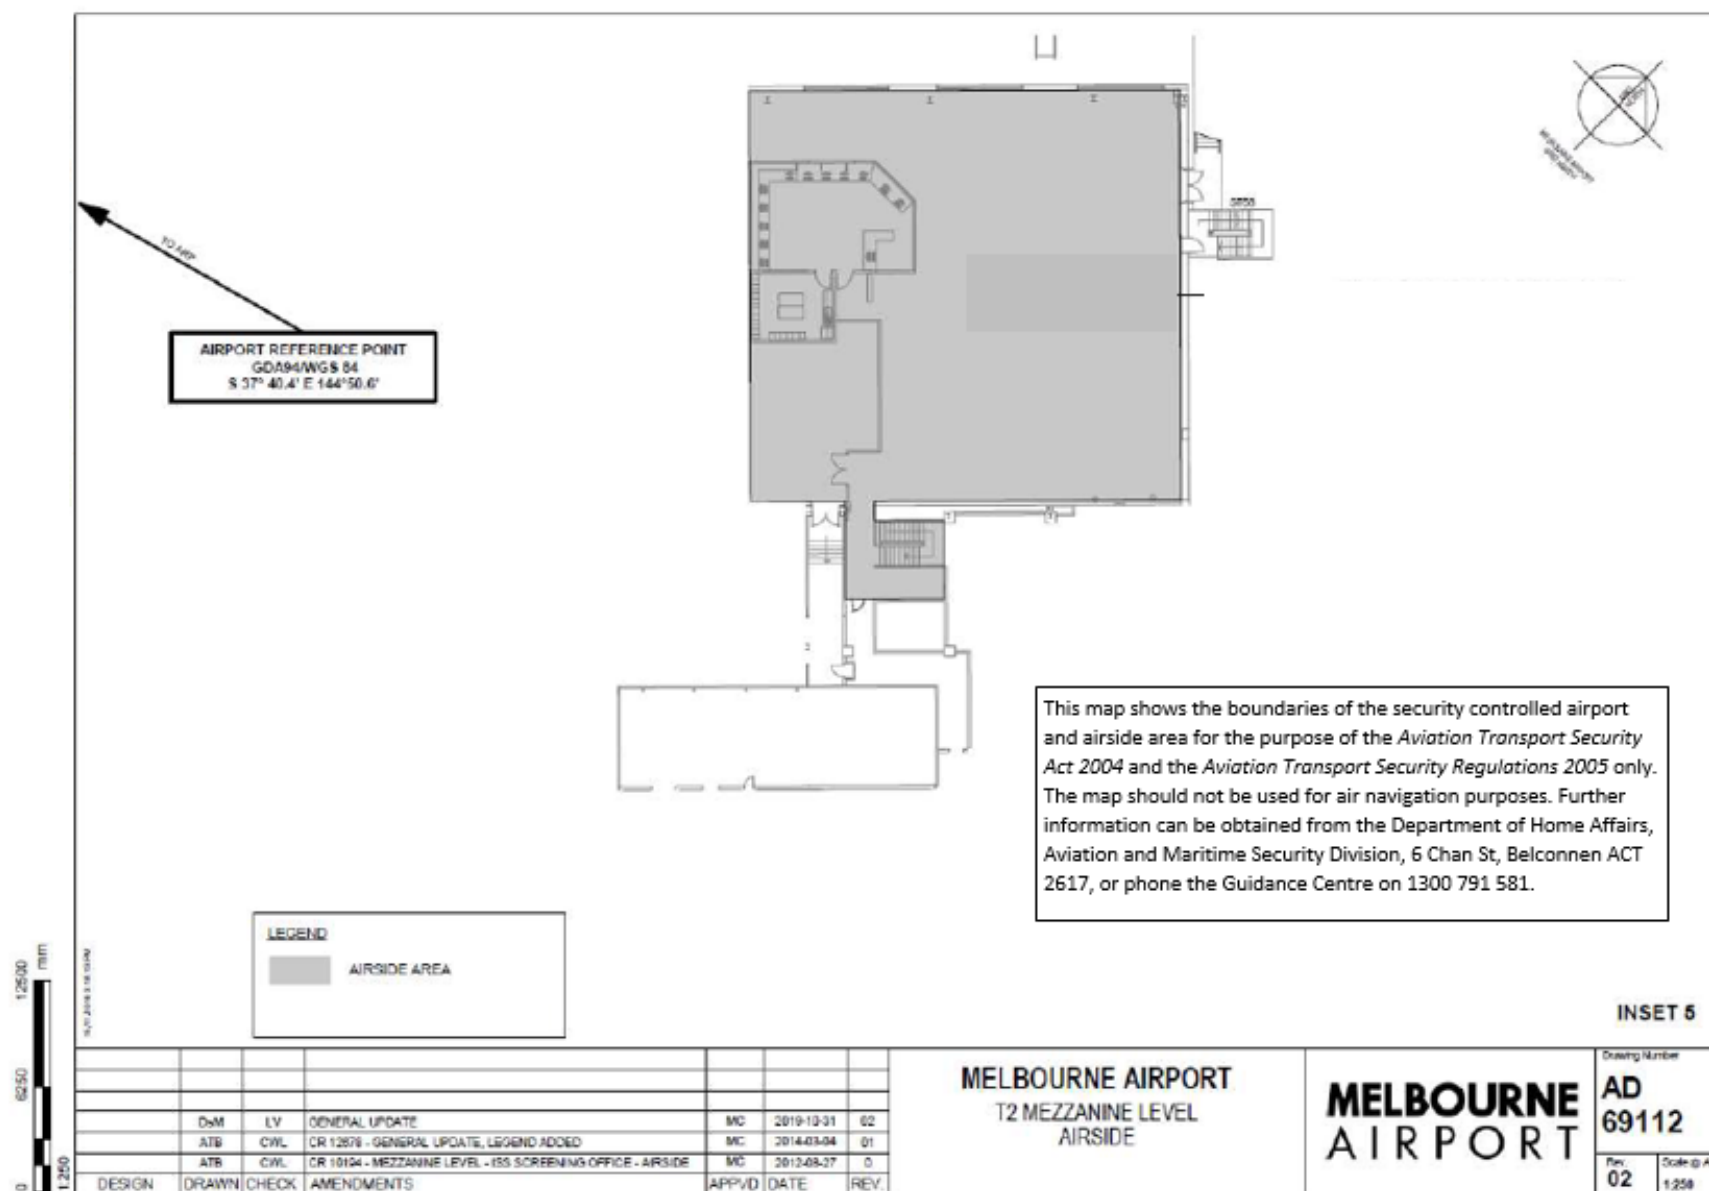 TO ARP
AIRPORT REFERENCE POINT
GDA94/WGS 84
S 37° 40.4' E 144°50.6'
This map shows the boundaries of the security controlled airport
and airside area for the purpose of the Aviation Transport Security
Act 2004 and the Aviation Transport Security Regulations 2005 only.
The map should not be used for air navigation purposes. Further
information can be obtained from the Department of Home Affairs,
Aviation and Maritime Security Division, 6 Chan St, Belconnen ACT
2617, or phone the Guidance Centre on 1300 791 581.
LEGEND
AIRSIDE AREA
INSET 5
12500 mm
6250
0
1:250
DsM LV GENERAL UPDATE MC 2019-10-31 02
ATB CWL CR 12678 - GENERAL UPDATE, LEGEND ADDED MC 2014-03-04 01
ATB CWL CR 10194 - MEZZANINE LEVEL - ISS SCREENING OFFICE - AIRSIDE MC 2012-08-27 0
DESIGN DRAWN CHECK AMENDMENTS APPVD DATE REV.
MELBOURNE AIRPORT
T2 MEZZANINE LEVEL
AIRSIDE
MELBOURNE
AIRPORT
Drawing Number
AD
69112
Rev.
02
Scale @ A
1:250